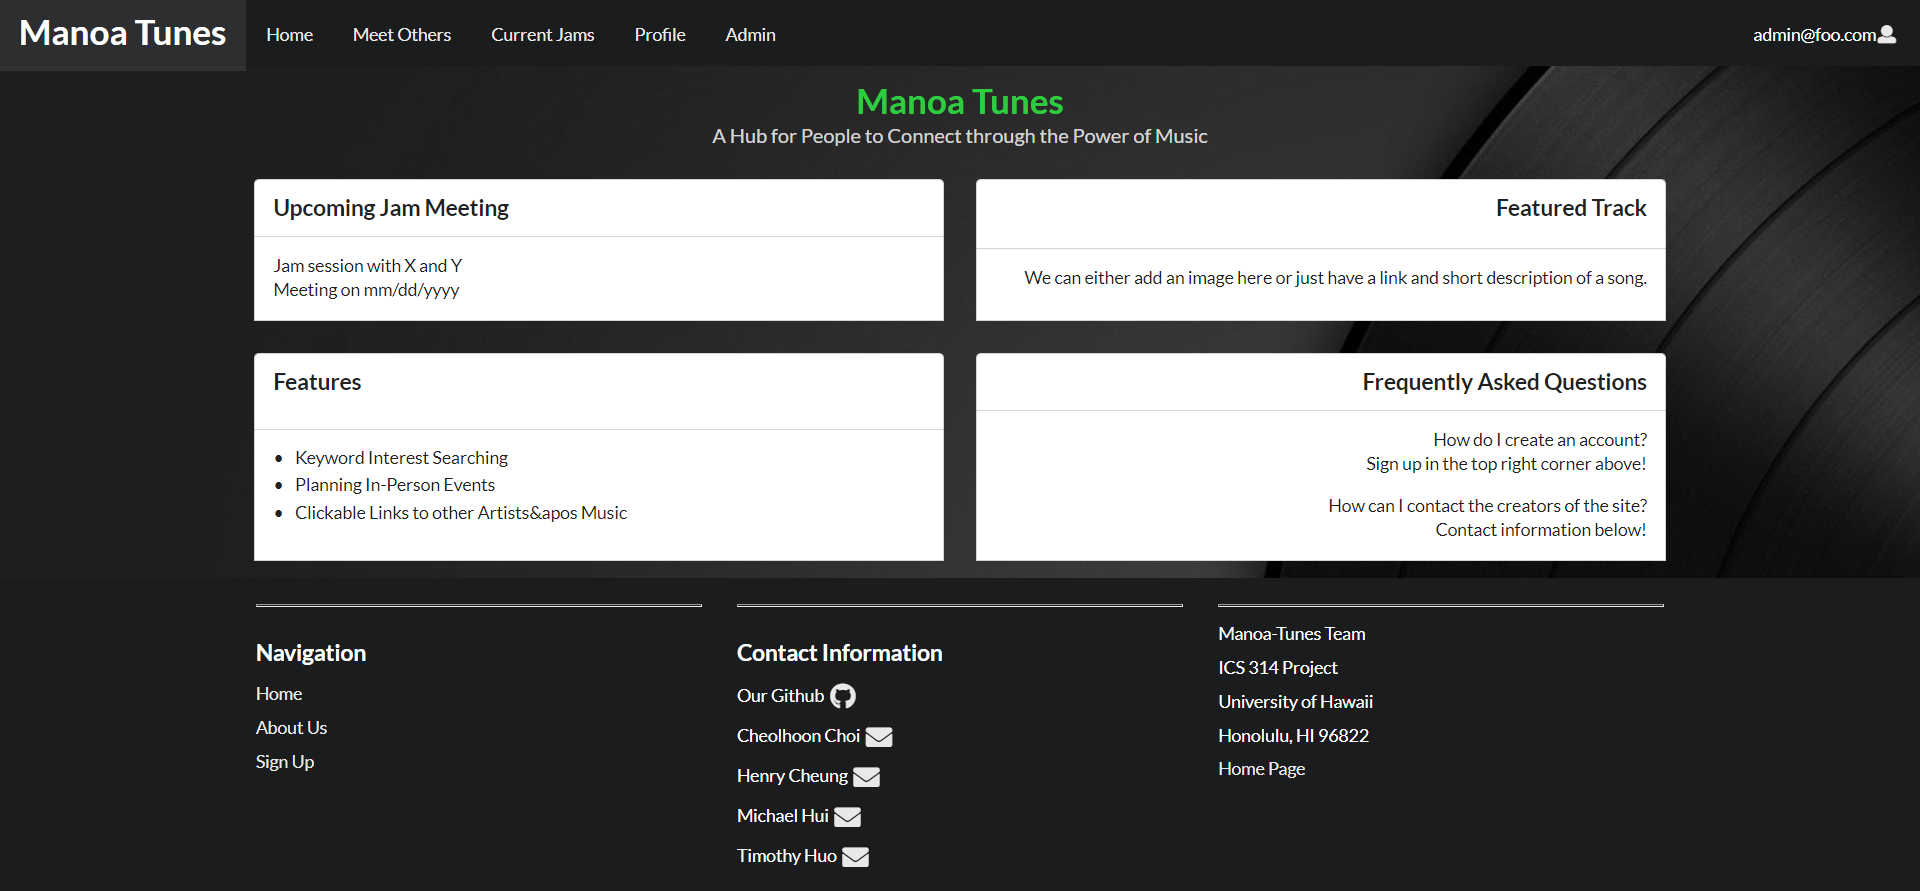 Manoa Tunes
Home
Meet Others
Current Jams
Profile
Admin
admin@foo.com
Manoa Tunes
A Hub for People to Connect through the Power of Music
Upcoming Jam Meeting
Jam session with X and Y
Meeting on mm/dd/yyyy
Featured Track
We can either add an image here or just have a link and short description of a song.
Features
Keyword Interest Searching
Planning In-Person Events
Clickable Links to other Artists&apos Music
Frequently Asked Questions
How do I create an account?
Sign up in the top right corner above!
How can I contact the creators of the site?
Contact information below!
Navigation
Home
About Us
Sign Up
Contact Information
Our Github
Cheolhoon Choi
Henry Cheung
Michael Hui
Timothy Huo
Manoa-Tunes Team
ICS 314 Project
University of Hawaii
Honolulu, HI 96822
Home Page